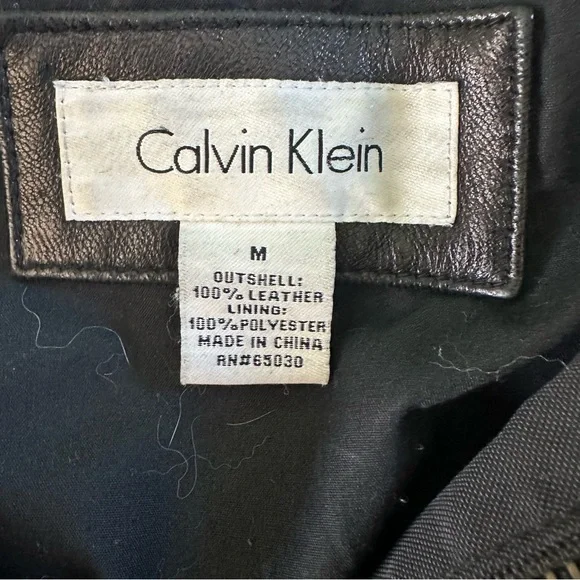 Calvin Klein
M
OUTSHELL:
100% LEATHER
LINING:
100%POLYESTER
MADE IN CHINA
RN#65030